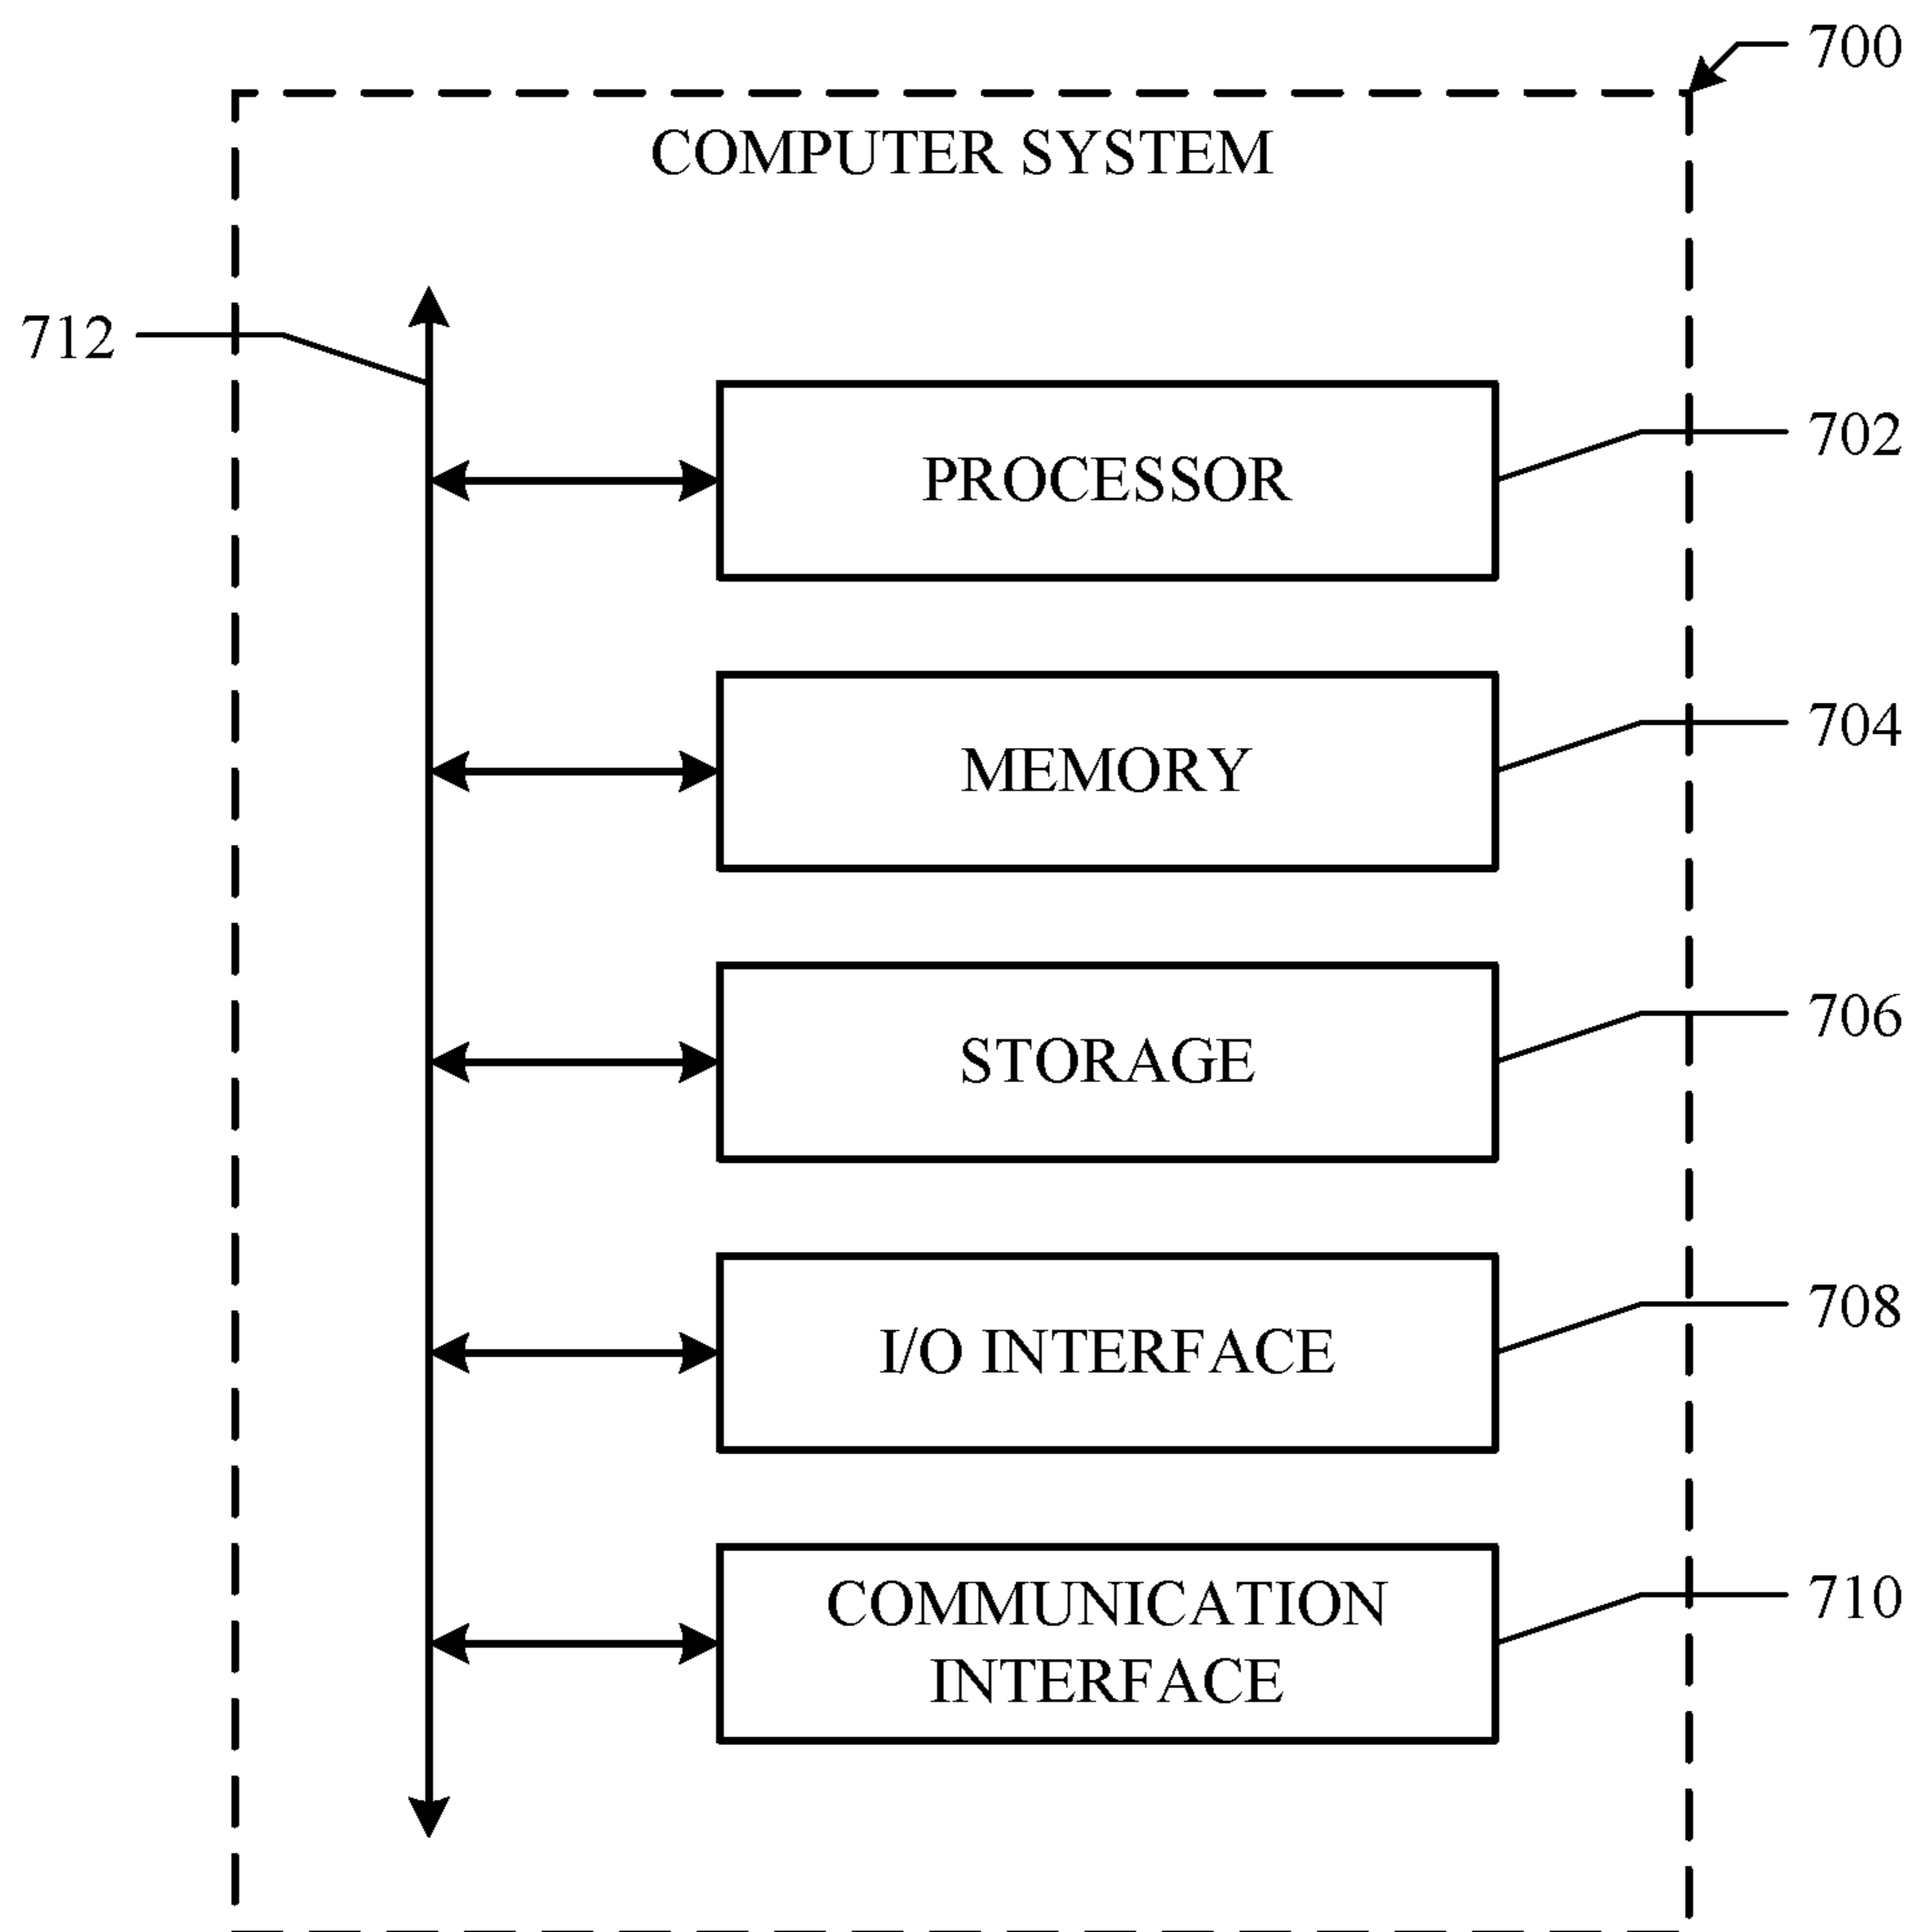 700
COMPUTER SYSTEM
712
PROCESSOR
702
MEMORY
704
STORAGE
706
I/O INTERFACE
708
COMMUNICATION
INTERFACE
710